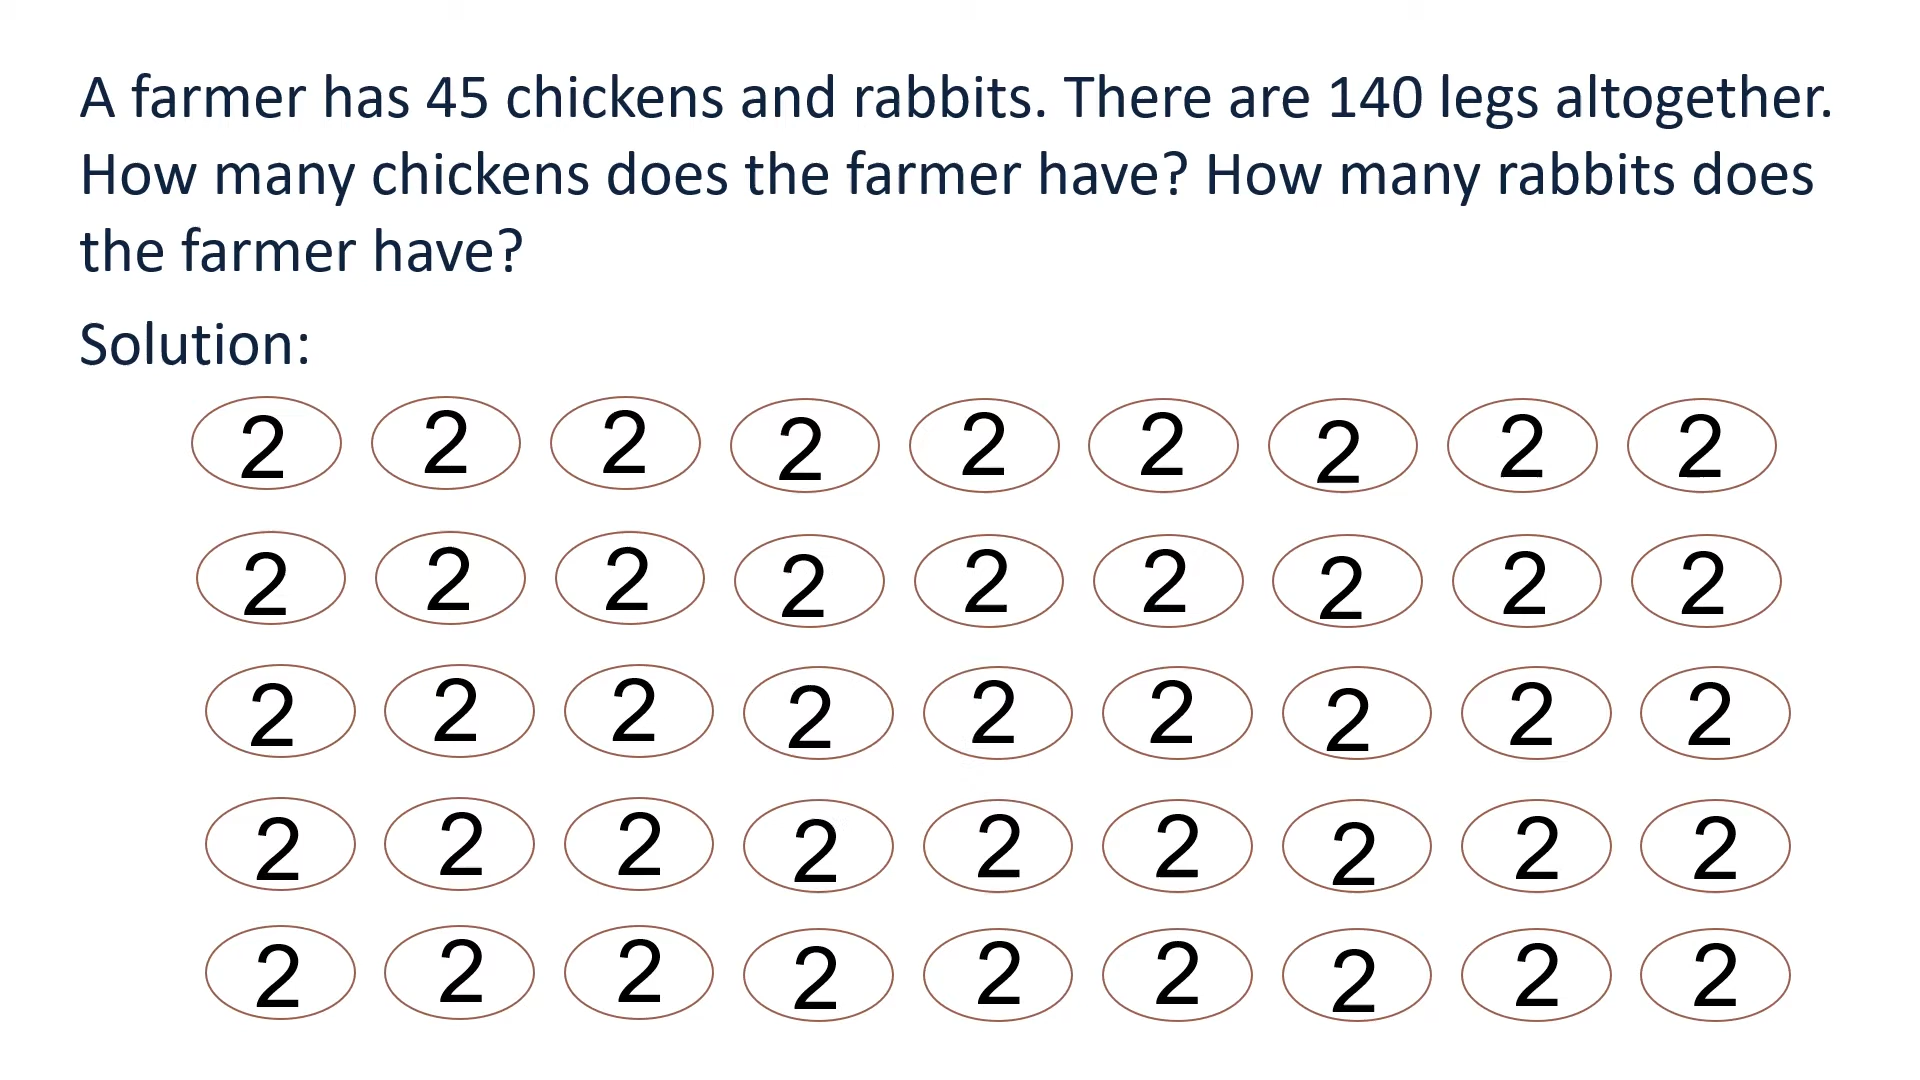 A farmer has 45 chickens and rabbits. There are 140 legs altogether.
How many chickens does the farmer have? How many rabbits does
the farmer have?
Solution:
2 2 2 2 2 2 2 2 2
2 2 2 2 2 2 2 2 2
2 2 2 2 2 2 2 2 2
2 2 2 2 2 2 2 2 2
2 2 2 2 2 2 2 2 2